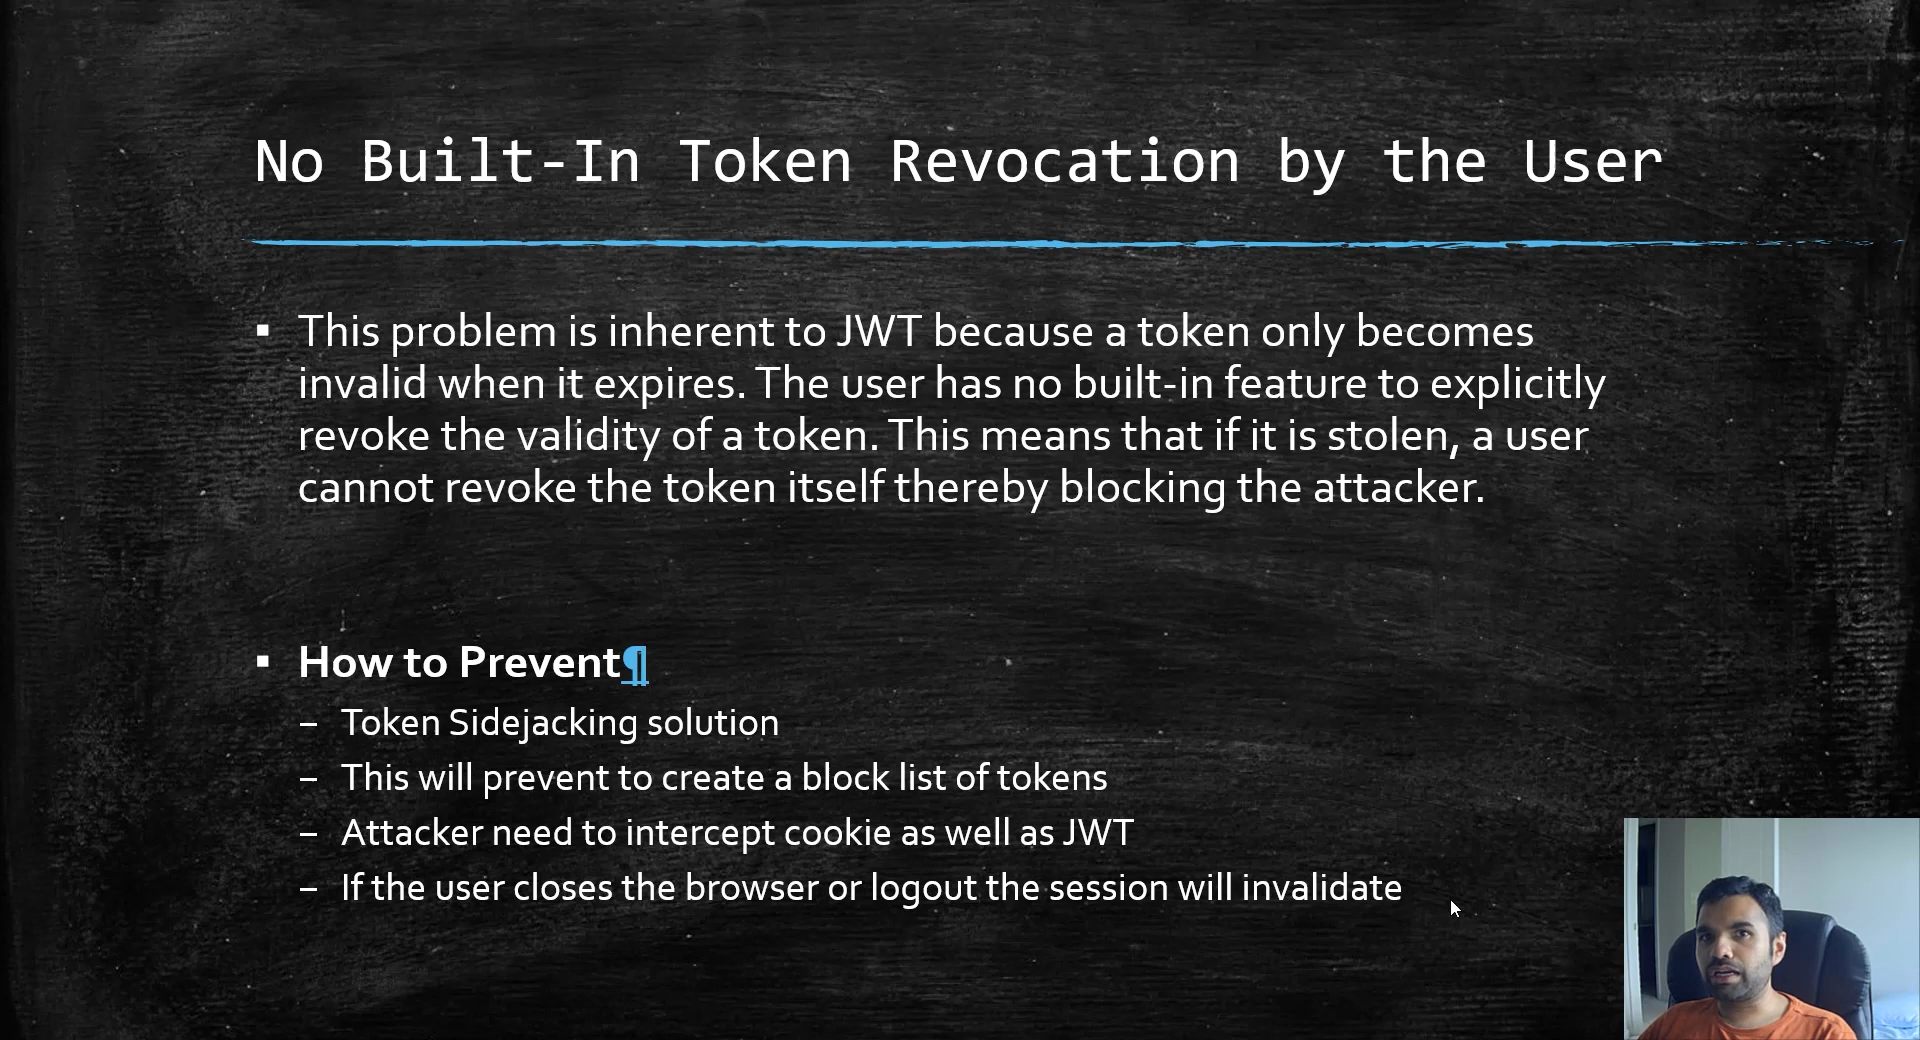 No Built-In Token Revocation by the User
▪ This problem is inherent to JWT because a token only becomes
invalid when it expires. The user has no built-in feature to explicitly
revoke the validity of a token. This means that if it is stolen, a user
cannot revoke the token itself thereby blocking the attacker.
▪ How to Prevent¶
– Token Sidejacking solution
– This will prevent to create a block list of tokens
– Attacker need to intercept cookie as well as JWT
– If the user closes the browser or logout the session will invalidate